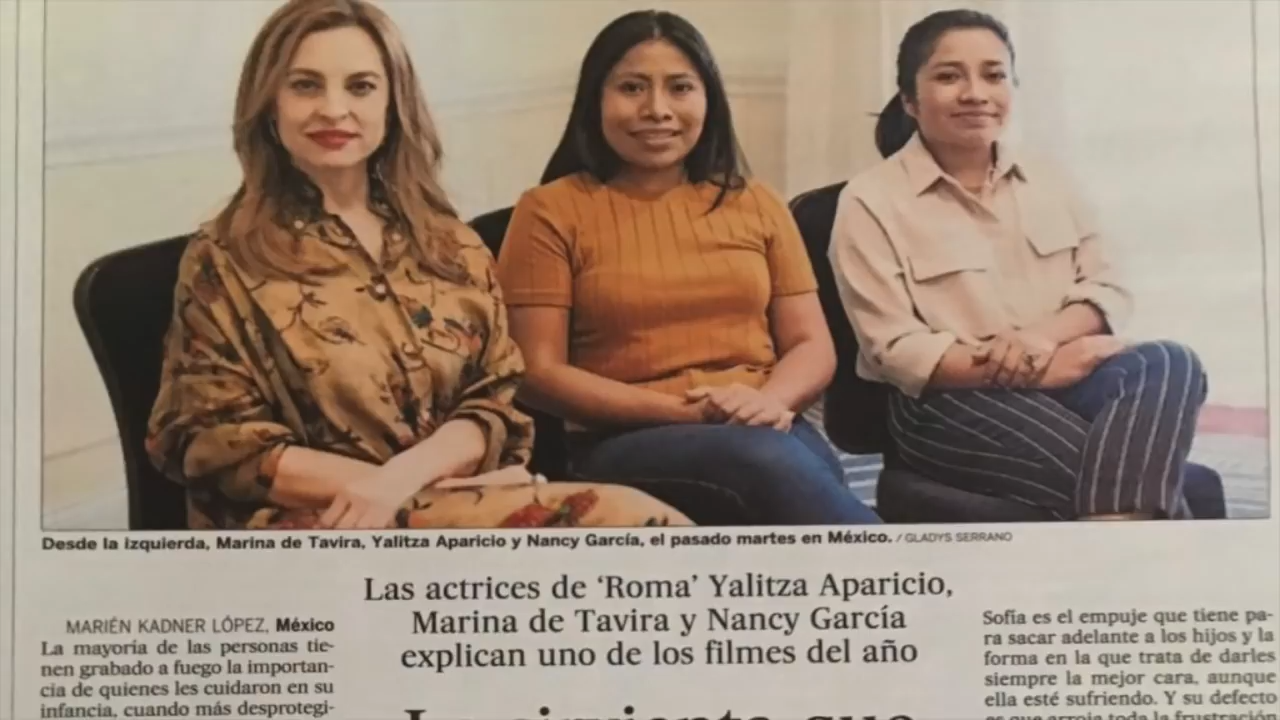 Desde la izquierda, Marina de Tavira, Yalitza Aparicio y Nancy García, el pasado martes en México. / GLADYS SERRANO
Las actrices de ‘Roma’ Yalitza Aparicio,
Marina de Tavira y Nancy García
explican uno de los filmes del año
MARIÉN KADNER LÓPEZ, México
La mayoría de las personas tie-
nen grabado a fuego la importan-
cia de quienes les cuidaron en su
infancia, cuando más desprotegi-
Sofía es el empuje que tiene pa-
ra sacar adelante a los hijos y la
forma en la que trata de darles
siempre la mejor cara, aunque
ella esté sufriendo. Y su defecto